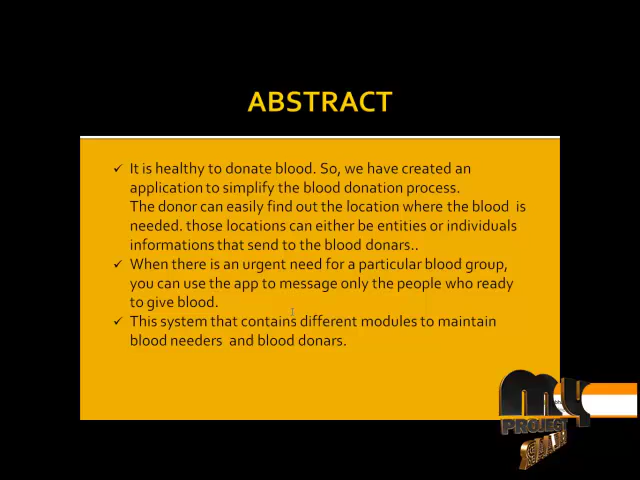 ABSTRACT
✓ It is healthy to donate blood. So, we have created an
application to simplify the blood donation process.
The donor can easily find out the location where the blood is
needed. those locations can either be entities or individuals
informations that send to the blood donars..
✓ When there is an urgent need for a particular blood group,
you can use the app to message only the people who ready
to give blood.
✓ This system that contains different modules to maintain
blood needers and blood donars.
my
PROJECT